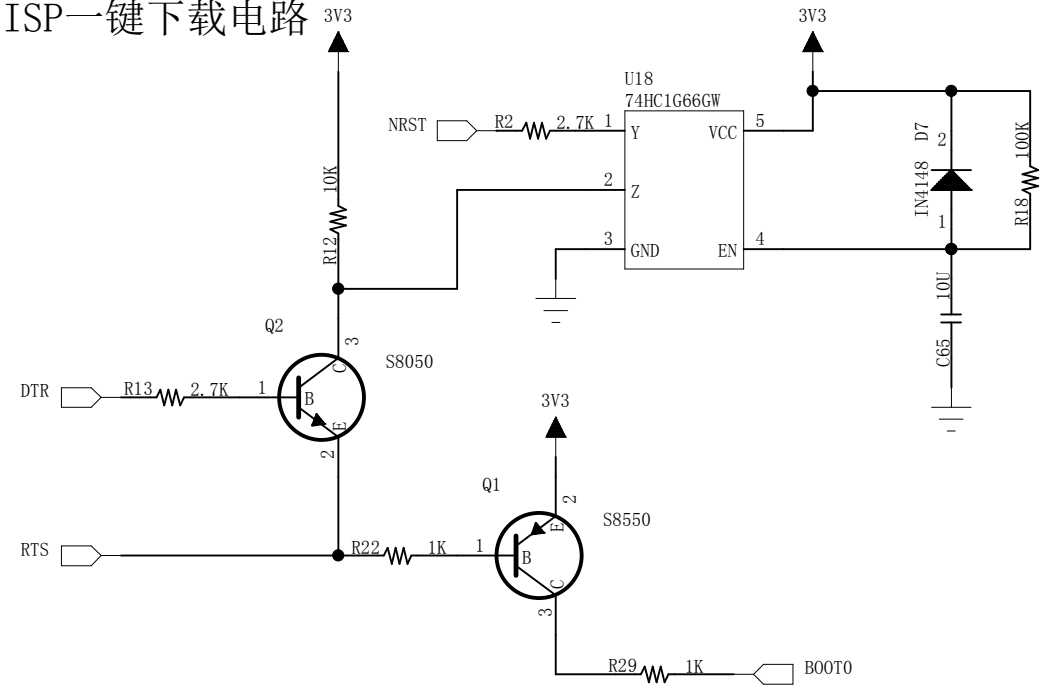 ISP一键下载电路
3V3
3V3
U18
74HC1G66GW
NRST
R2
2.7K
1
Y
VCC
5
2
Z
3
GND
EN
4
D7
2
IN4148
1
100K
R18
10K
R12
10U
C65
Q2
3
C
S8050
DTR
R13
2.7K
1
B
E
2
3V3
Q1
2
E
S8550
RTS
R22
1K
1
B
C
3
R29
1K
BOOT0